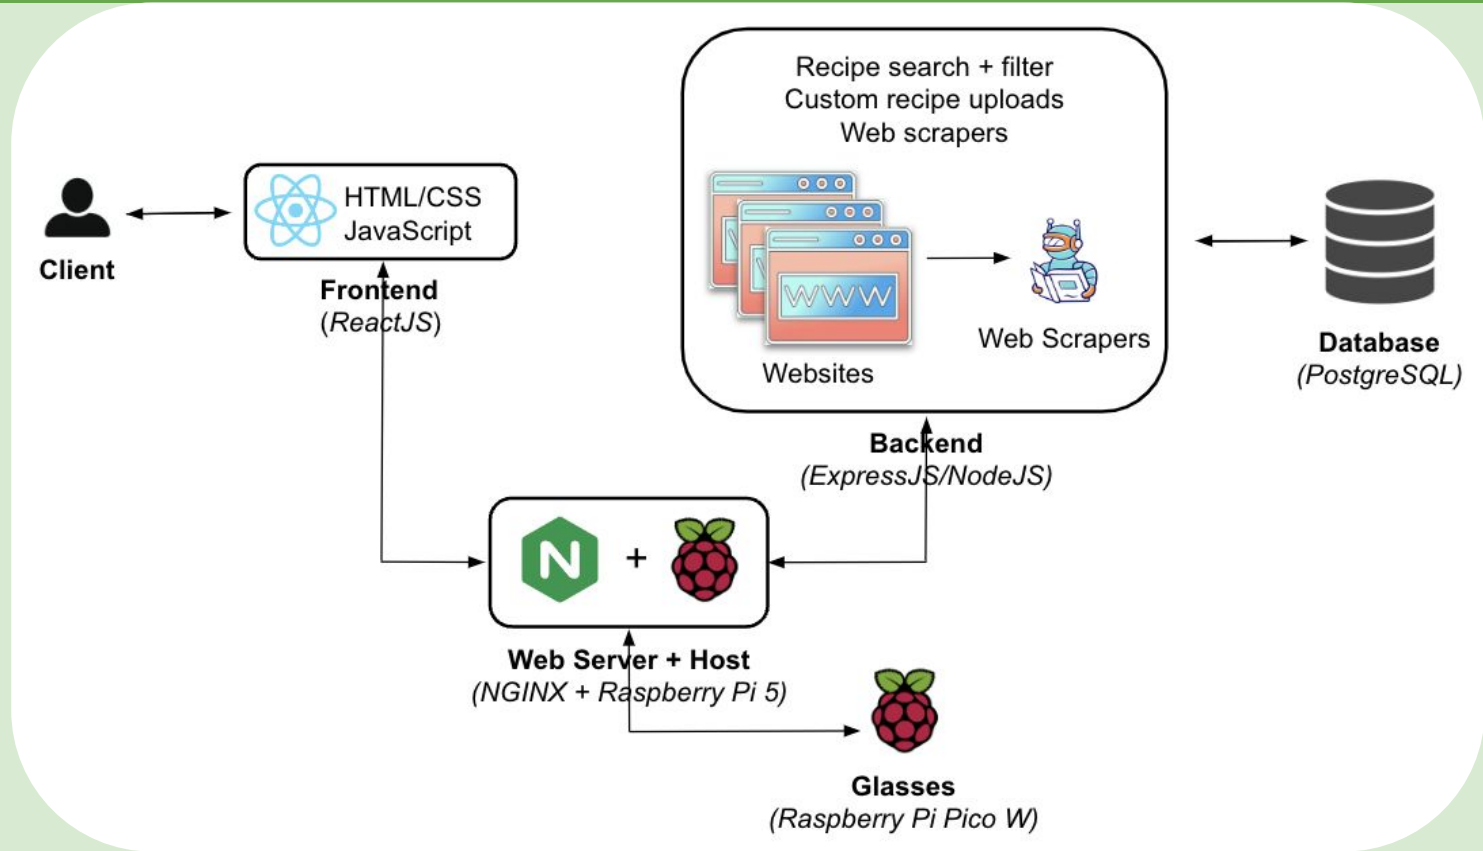 Recipe search + filter
Custom recipe uploads
Web scrapers
HTML/CSS
JavaScript
Client
Frontend
(ReactJS)
WWW
Websites
Web Scrapers
Database
(PostgreSQL)
Backend
(ExpressJS/NodeJS)
N
+
Web Server + Host
(NGINX + Raspberry Pi 5)
Glasses
(Raspberry Pi Pico W)